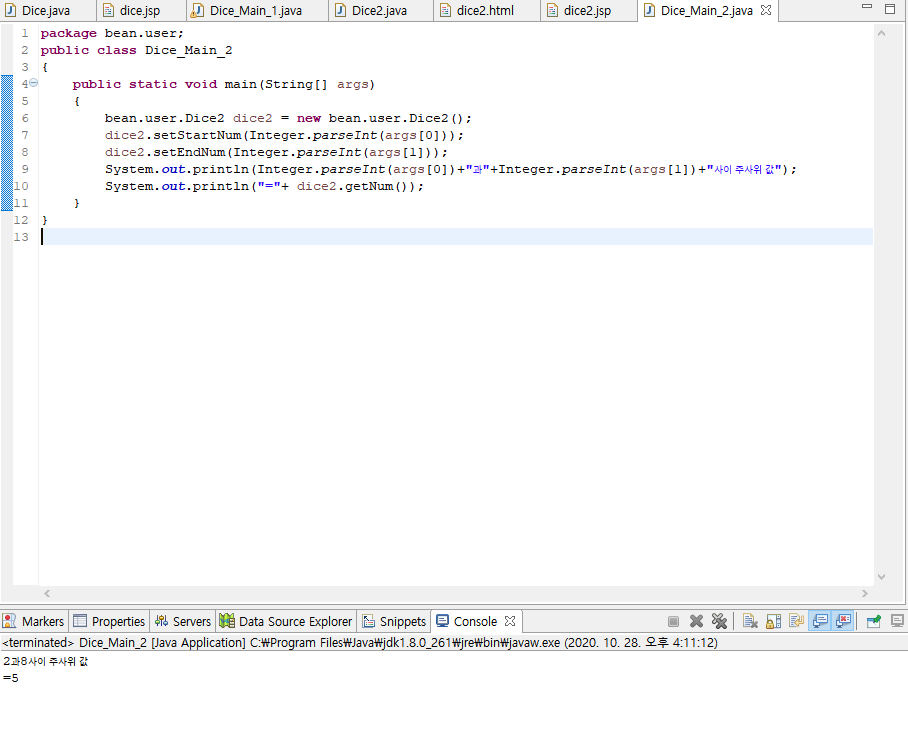 Dice.java dice.jsp Dice_Main_1.java Dice2.java dice2.html dice2.jsp Dice_Main_2.java
1 package bean.user;
2 public class Dice_Main_2
3 {
4 public static void main(String[] args)
5 {
6 bean.user.Dice2 dice2 = new bean.user.Dice2();
7 dice2.setStartNum(Integer.parseInt(args[0]));
8 dice2.setEndNum(Integer.parseInt(args[1]));
9 System.out.println(Integer.parseInt(args[0])+"과"+Integer.parseInt(args[1])+"사이 주사위 값");
10 System.out.println("="+ dice2.getNum());
11 }
12 }
13
Markers Properties Servers Data Source Explorer Snippets Console
<terminated> Dice_Main_2 [Java Application] C:₩Program Files₩Java₩jdk1.8.0_261₩jre₩bin₩javaw.exe (2020. 10. 28. 오후 4:11:12)
2과8사이 주사위 값
=5